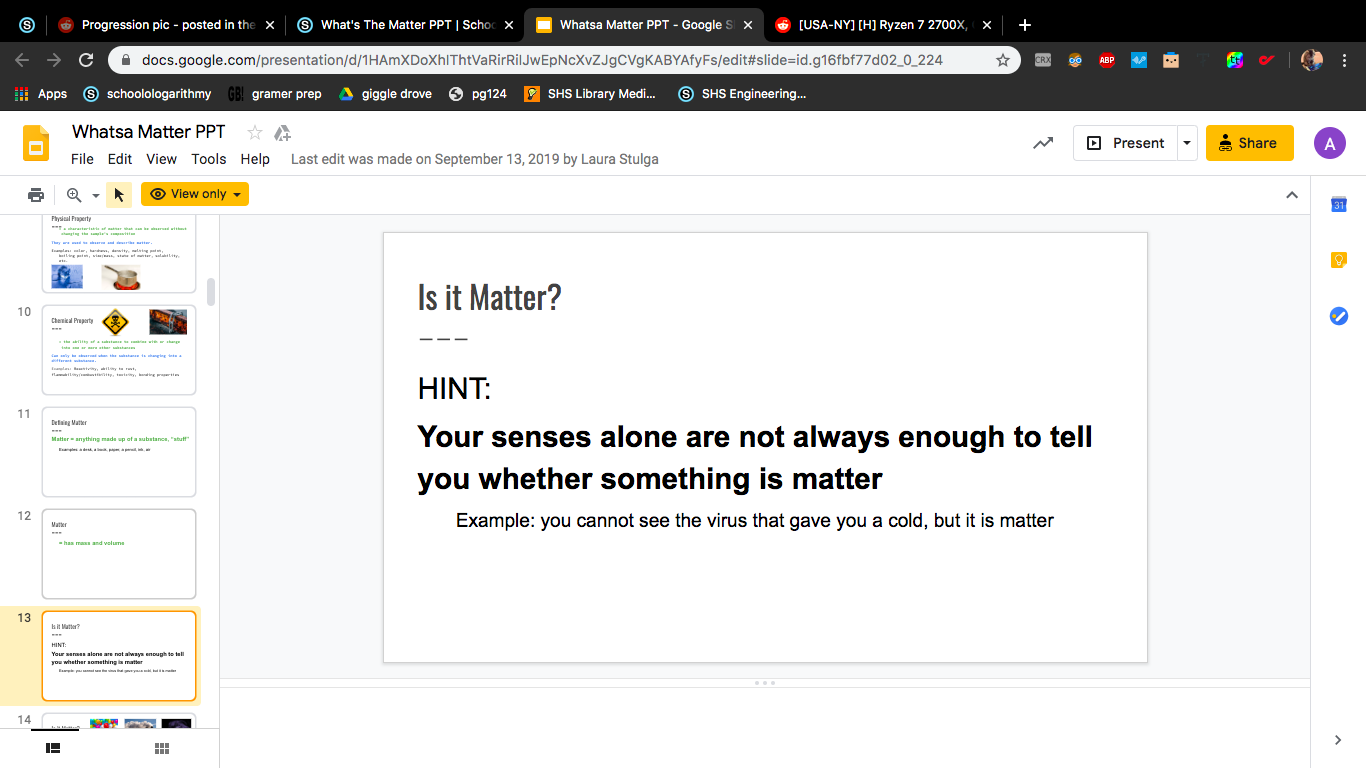 Progression pic - posted in the
What's The Matter PPT | Schoo
Whatsa Matter PPT - Google S
[USA-NY] [H] Ryzen 7 2700X,
docs.google.com/presentation/d/1HAmXDoXhlThtVaRirRilJwEpNcXvZJgCVgKABYAfyFs/edit#slide=id.g16fbf77d02_0_224
CRX
ABP
Apps
schoolologarithmy
GB!
gramer prep
giggle drove
pg124
SHS Library Medi...
SHS Engineering...
Whatsa Matter PPT
File Edit View Tools Help
Last edit was made on September 13, 2019 by Laura Stulga
Present
Share
A
View only
31
Physical Property
= a characteristic of matter that can be observed without
changing the sample's composition
They are used to observe and describe matter.
Examples: color, hardness, density, melting point,
boiling point, size/mass, state of matter, solubility,
etc.
10
Chemical Property
= the ability of a substance to combine with or change
into one or more other substances
Can only be observed when the substance is changing into a
different substance.
Examples: Reactivity, ability to rust,
flammability/combustibility, toxicity, bonding properties
11
Defining Matter
Matter = anything made up of a substance, "stuff"
Examples: a desk, a book, paper, a pencil, ink, air
12
Matter
= has mass and volume
13
Is it Matter?
HINT:
Your senses alone are not always enough to tell
you whether something is matter
Example: you cannot see the virus that gave you a cold, but it is matter
14
Is it Matter?
Is it Matter?
– – –
HINT:
Your senses alone are not always enough to tell
you whether something is matter
Example: you cannot see the virus that gave you a cold, but it is matter